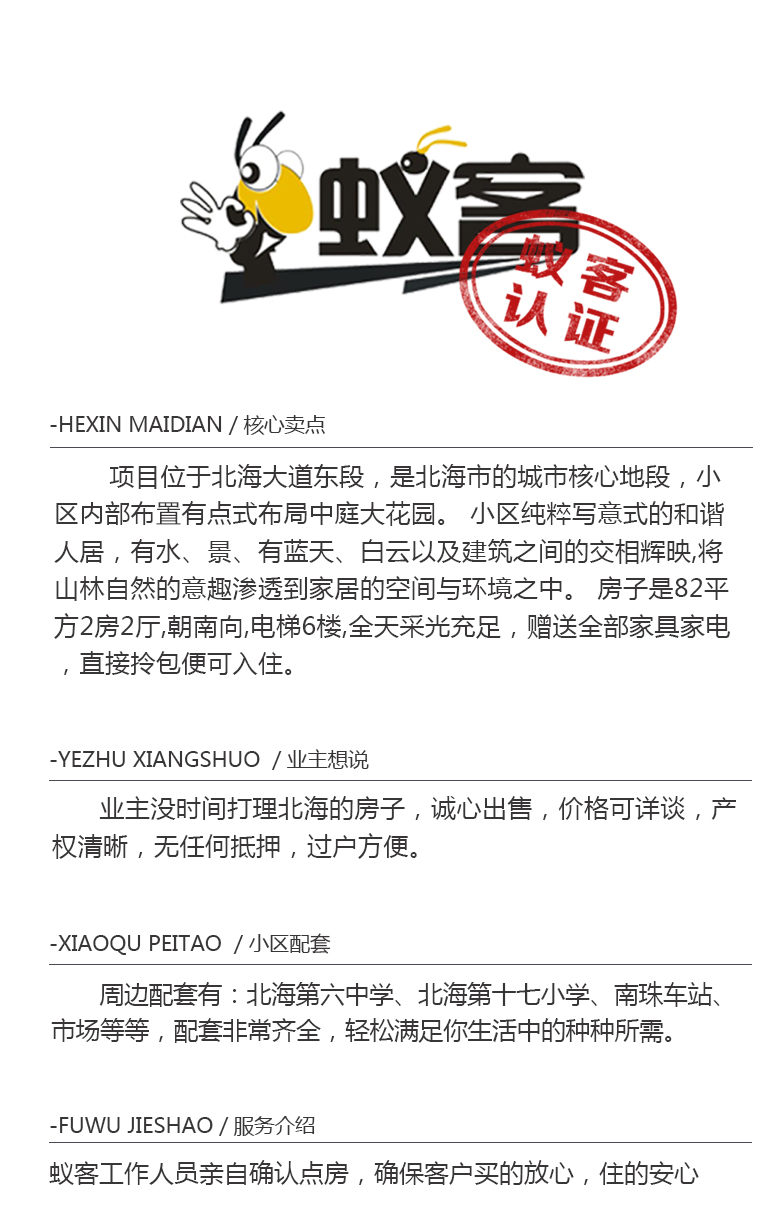 蚁客
蚁客
认证
-HEXIN MAIDIAN / 核心卖点
项目位于北海大道东段，是北海市的城市核心地段，小
区内部布置有点式布局中庭大花园。 小区纯粹写意式的和谐
人居，有水、景、有蓝天、白云以及建筑之间的交相辉映,将
山林自然的意趣渗透到家居的空间与环境之中。 房子是82平
方2房2厅,朝南向,电梯6楼,全天采光充足，赠送全部家具家电
，直接拎包便可入住。
-YEZHU XIANGSHUO / 业主想说
业主没时间打理北海的房子，诚心出售，价格可详谈，产
权清晰，无任何抵押，过户方便。
-XIAOQU PEITAO / 小区配套
周边配套有：北海第六中学、北海第十七小学、南珠车站、
市场等等，配套非常齐全，轻松满足你生活中的种种所需。
-FUWU JIESHAO / 服务介绍
蚁客工作人员亲自确认点房，确保客户买的放心，住的安心